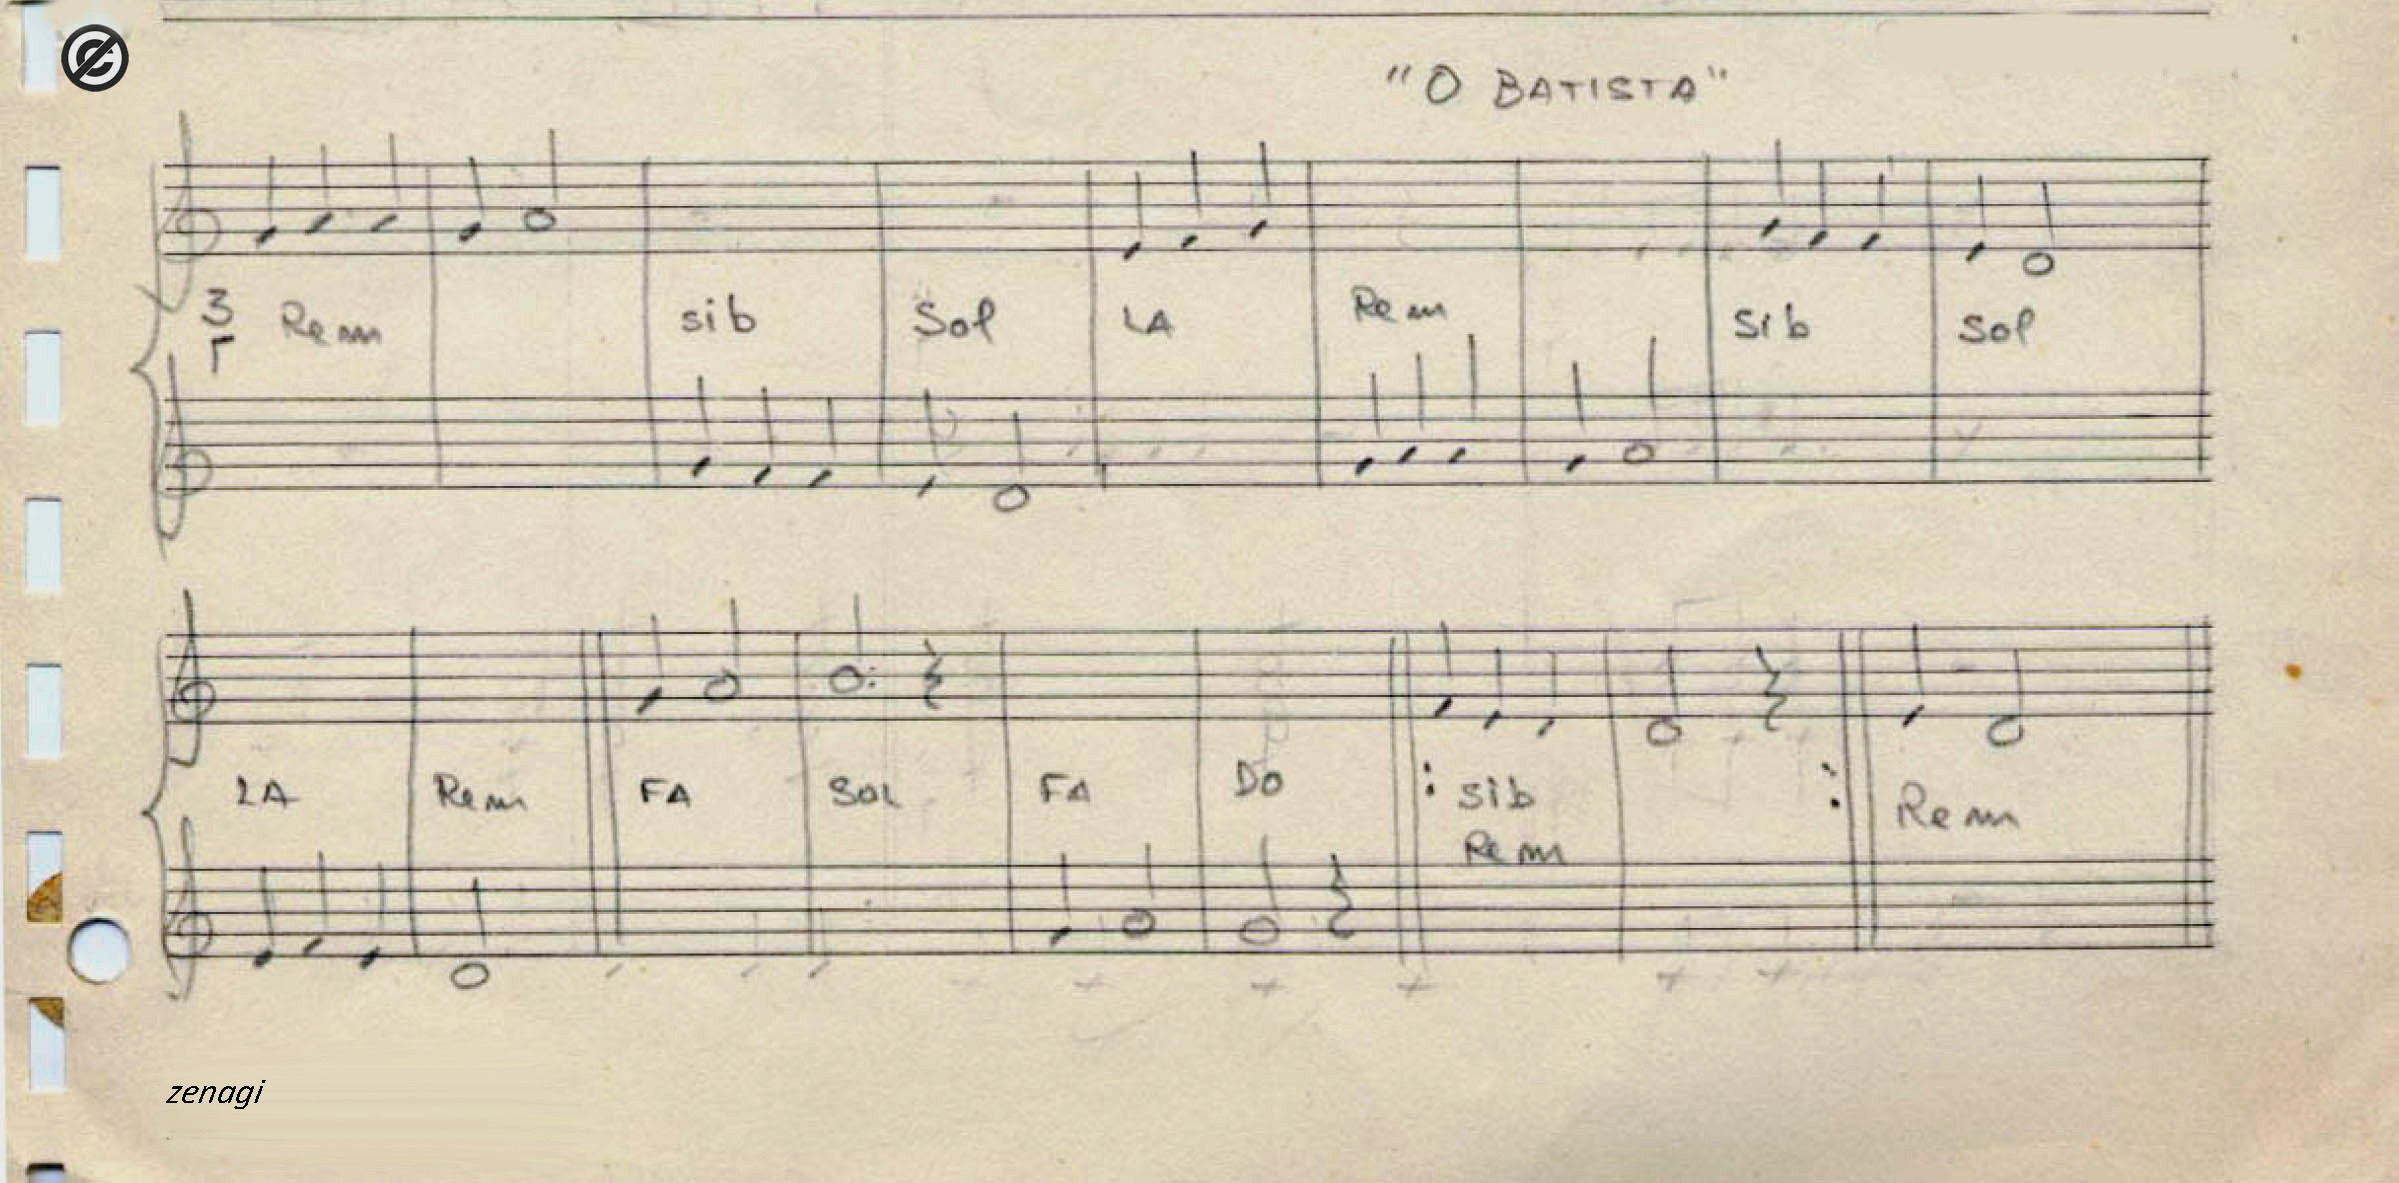 "O BATISTA"
3
Γ
Rem sib Sol LA Rem Sib Sol
LA Rem FA SOL FA DO sib Rem
Rem
zenagi